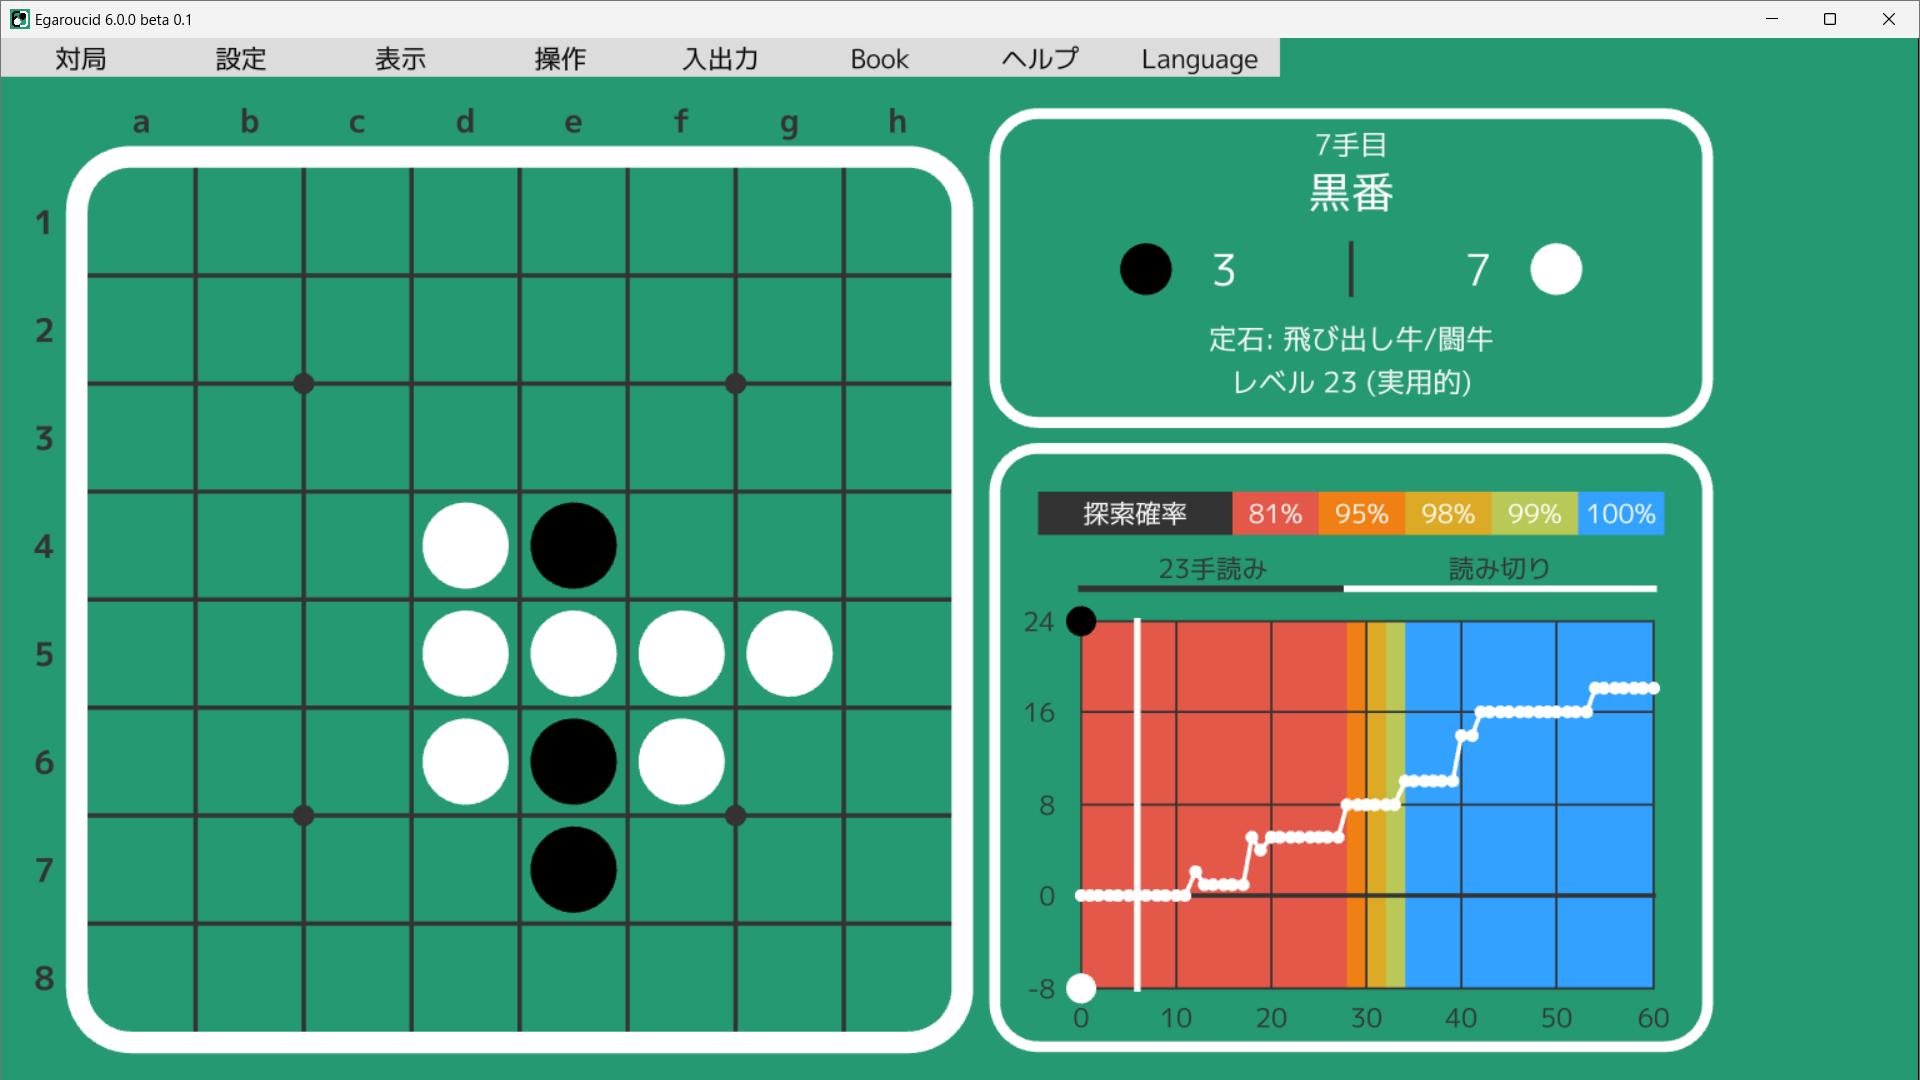 Egaroucid 6.0.0 beta 0.1
対局 設定 表示 操作 入出力 Book ヘルプ Language
a b c d e f g h
1
2
3
4
5
6
7
8
7手目
黒番
3 7
定石: 飛び出し牛/闘牛
レベル 23 (実用的)
探索確率 81% 95% 98% 99% 100%
23手読み 読み切り
24
16
8
0
-8
0 10 20 30 40 50 60